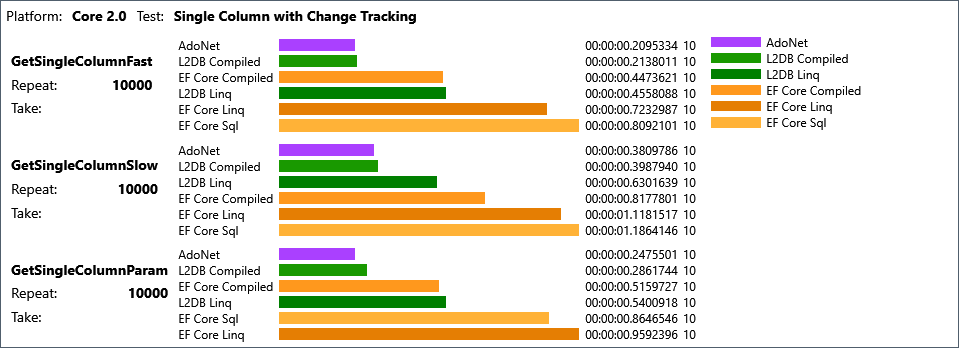 Platform: Core 2.0 Test: Single Column with Change Tracking
GetSingleColumnFast
Repeat: 10000
Take:
AdoNet 00:00:00.2095334 10
L2DB Compiled 00:00:00.2138011 10
EF Core Compiled 00:00:00.4473621 10
L2DB Linq 00:00:00.4558088 10
EF Core Linq 00:00:00.7232987 10
EF Core Sql 00:00:00.8092101 10
AdoNet
L2DB Compiled
L2DB Linq
EF Core Compiled
EF Core Linq
EF Core Sql
GetSingleColumnSlow
Repeat: 10000
Take:
AdoNet 00:00:00.3809786 10
L2DB Compiled 00:00:00.3987940 10
L2DB Linq 00:00:00.6301639 10
EF Core Compiled 00:00:00.8177801 10
EF Core Linq 00:00:01.1181517 10
EF Core Sql 00:00:01.1864146 10
GetSingleColumnParam
Repeat: 10000
Take:
AdoNet 00:00:00.2475501 10
L2DB Compiled 00:00:00.2861744 10
EF Core Compiled 00:00:00.5159727 10
L2DB Linq 00:00:00.5400918 10
EF Core Sql 00:00:00.8646546 10
EF Core Linq 00:00:00.9592396 10